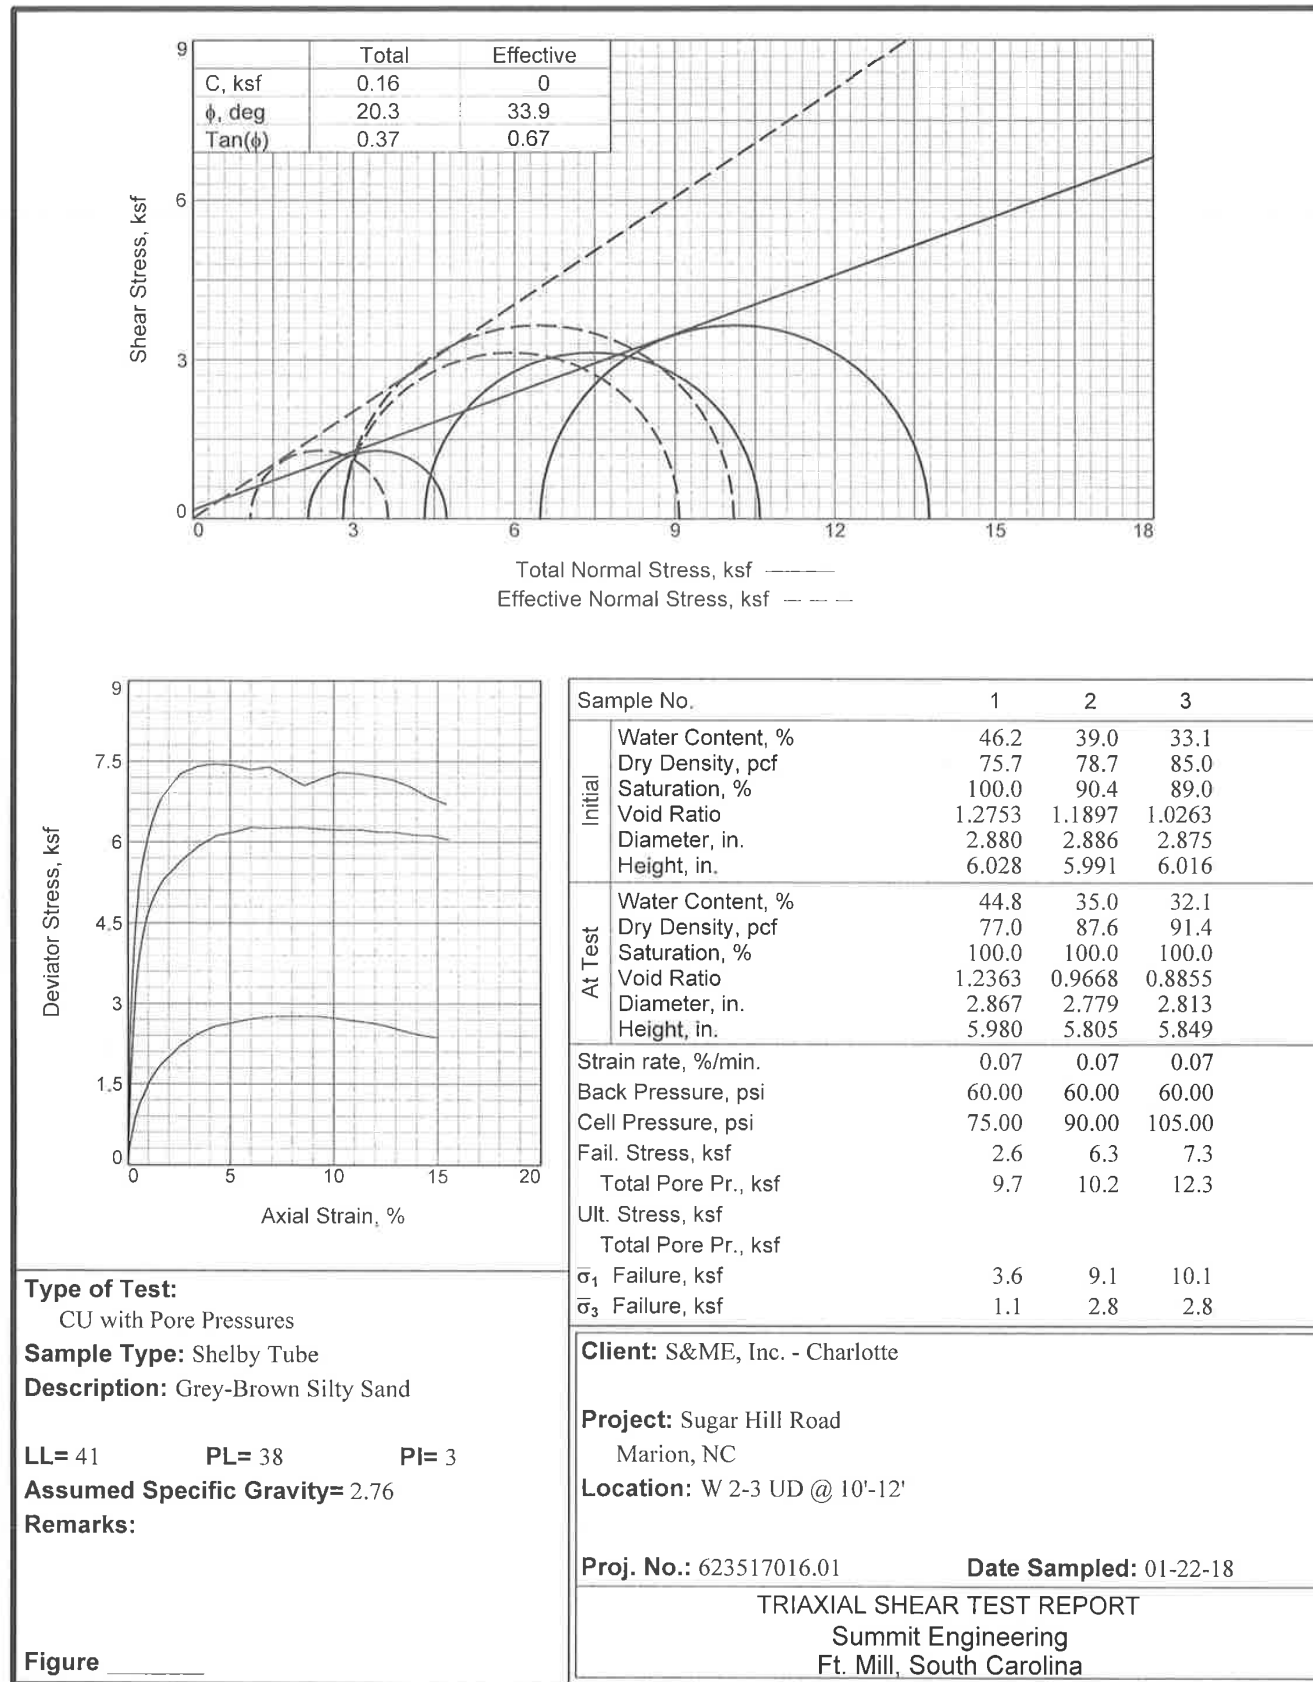 Total Effective
C, ksf 0.16 0
ϕ, deg 20.3 33.9
Tan(ϕ) 0.37 0.67
Shear Stress, ksf
9
6
3
0
0 3 6 9 12 15 18
Total Normal Stress, ksf
Effective Normal Stress, ksf
Deviator Stress, ksf
9
7.5
6
4.5
3
1.5
0
0 5 10 15 20
Axial Strain, %
Sample No. 1 2 3
Initial
Water Content, % 46.2 39.0 33.1
Dry Density, pcf 75.7 78.7 85.0
Saturation, % 100.0 90.4 89.0
Void Ratio 1.2753 1.1897 1.0263
Diameter, in. 2.880 2.886 2.875
Height, in. 6.028 5.991 6.016
At Test
Water Content, % 44.8 35.0 32.1
Dry Density, pcf 77.0 87.6 91.4
Saturation, % 100.0 100.0 100.0
Void Ratio 1.2363 0.9668 0.8855
Diameter, in. 2.867 2.779 2.813
Height, in. 5.980 5.805 5.849
Strain rate, %/min. 0.07 0.07 0.07
Back Pressure, psi 60.00 60.00 60.00
Cell Pressure, psi 75.00 90.00 105.00
Fail. Stress, ksf 2.6 6.3 7.3
Total Pore Pr., ksf 9.7 10.2 12.3
Ult. Stress, ksf
Total Pore Pr., ksf
σ̅₁ Failure, ksf 3.6 9.1 10.1
σ̅₃ Failure, ksf 1.1 2.8 2.8
Type of Test:
CU with Pore Pressures
Sample Type: Shelby Tube
Description: Grey-Brown Silty Sand
LL= 41 PL= 38 PI= 3
Assumed Specific Gravity= 2.76
Remarks:
Figure
Client: S&ME, Inc. - Charlotte
Project: Sugar Hill Road
Marion, NC
Location: W 2-3 UD @ 10'-12'
Proj. No.: 623517016.01 Date Sampled: 01-22-18
TRIAXIAL SHEAR TEST REPORT
Summit Engineering
Ft. Mill, South Carolina